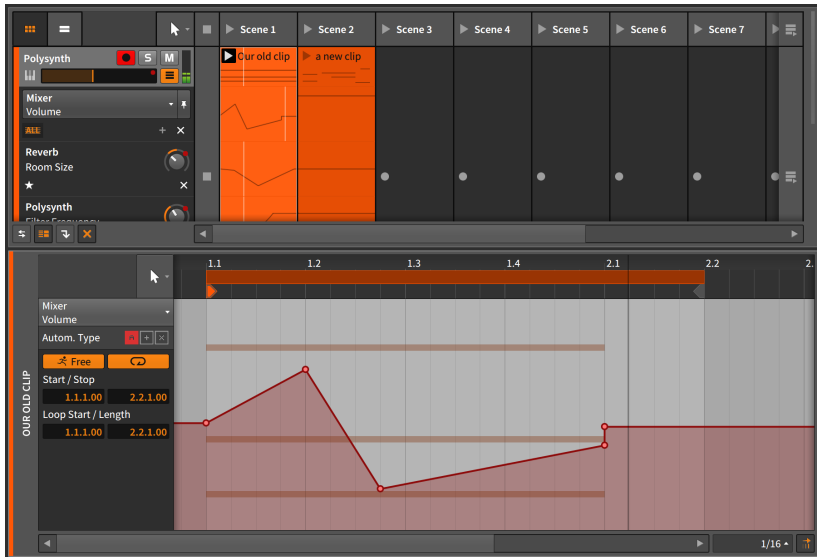 Scene 1
Scene 2
Scene 3
Scene 4
Scene 5
Scene 6
Scene 7
Polysynth
S
M
Our old clip
a new clip
Mixer
Volume
ALL
Reverb
Room Size
Polysynth
Filter Frequency
1.1
1.2
1.3
1.4
2.1
2.2
2.
Mixer
Volume
Autom. Type
Free
Start / Stop
1.1.1.00
2.2.1.00
Loop Start / Length
1.1.1.00
2.2.1.00
OUR OLD CLIP
1/16